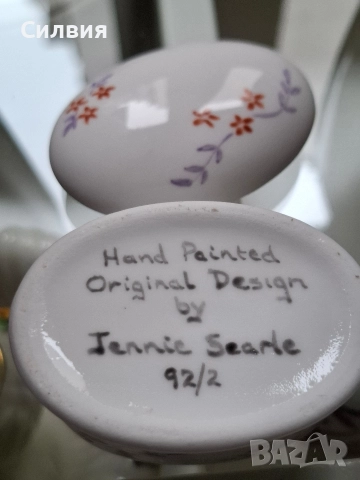 Силвия
Hand Painted
Original Design
by
Jennie Searle
92/2
BAZAR